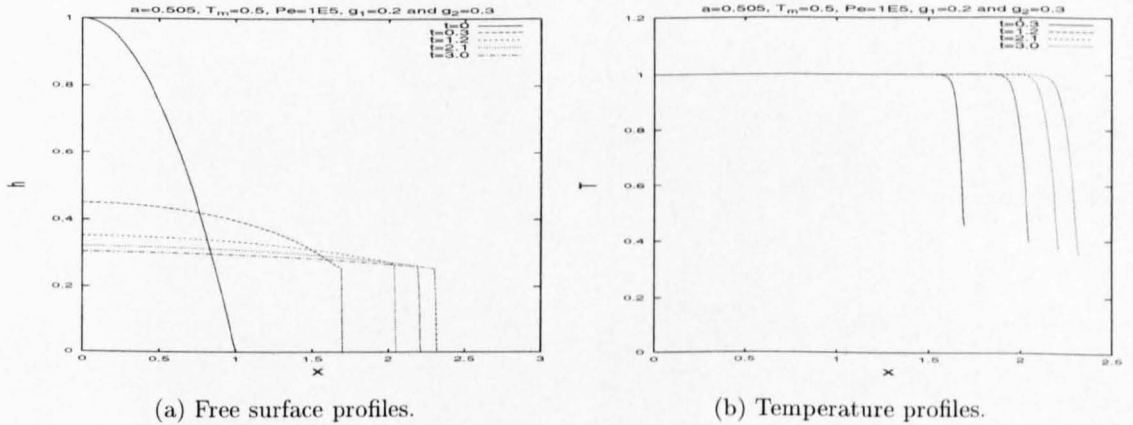 a=0.505, T_m=0.5, Pe=1E5, g_1=0.2 and g_2=0.3
t=0
t=0.3
t=1.2
t=2.1
t=3.0
1
0.8
0.6
0.4
0.2
0
h
0 0.5 1 1.5 2 2.5 3
x
(a) Free surface profiles.
a=0.505, T_m=0.5, Pe=1E5, g_1=0.2 and g_2=0.3
t=0.3
t=1.2
t=2.1
t=3.0
1.2
1
0.8
0.6
0.4
0.2
0
T
0 0.5 1 1.5 2 2.5
x
(b) Temperature profiles.